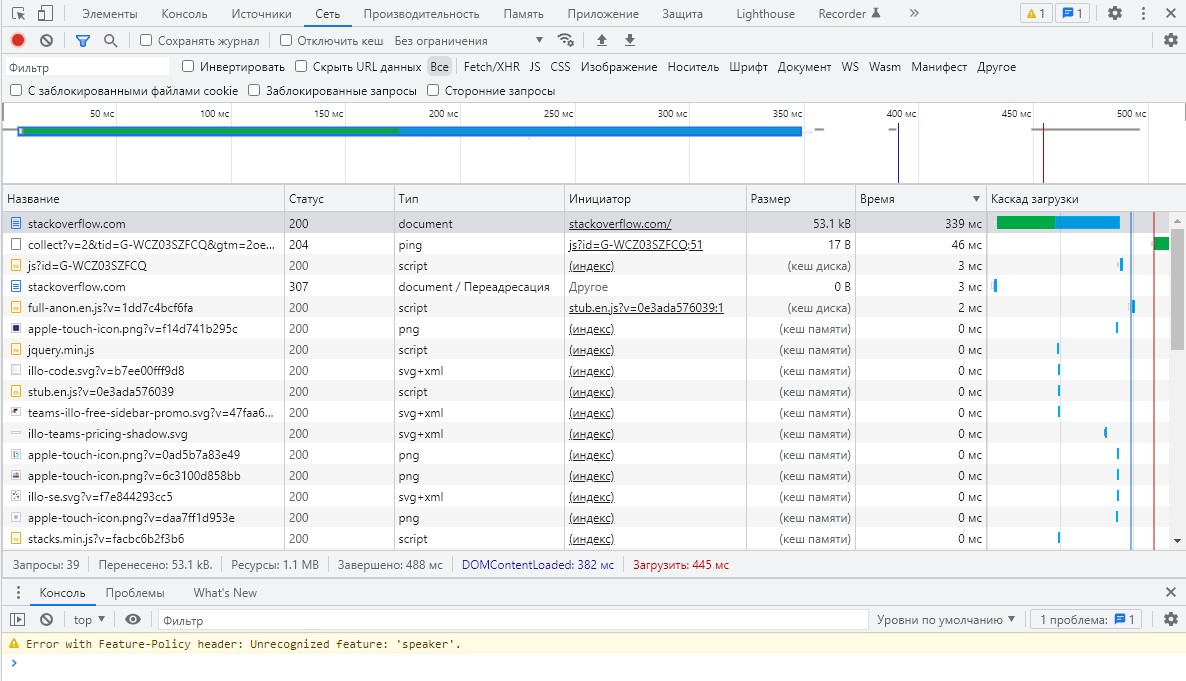 Элементы Консоль Источники Сеть Производительность Память Приложение Защита Lighthouse Recorder 1 1
Сохранять журнал Отключить кеш Без ограничения
Фильтр Инвертировать Скрыть URL данных Все Fetch/XHR JS CSS Изображение Носитель Шрифт Документ WS Wasm Манифест Другое
С заблокированными файлами cookie Заблокированные запросы Сторонние запросы
50 мс 100 мс 150 мс 200 мс 250 мс 300 мс 350 мс 400 мс 450 мс 500 мс
Название Статус Тип Инициатор Размер Время Каскад загрузки
stackoverflow.com 200 document stackoverflow.com/ 53.1 kB 339 мс
collect?v=2&tid=G-WCZ03SZFCQ&gtm=2oe... 204 ping js?id=G-WCZ03SZFCQ:51 17 B 46 мс
js?id=G-WCZ03SZFCQ 200 script (индекс) (кеш диска) 3 мс
stackoverflow.com 307 document / Переадресация Другое 0 B 3 мс
full-anon.en.js?v=1dd7c4bcf6fa 200 script stub.en.js?v=0e3ada576039:1 (кеш диска) 2 мс
apple-touch-icon.png?v=f14d741b295c 200 png (индекс) (кеш памяти) 0 мс
jquery.min.js 200 script (индекс) (кеш памяти) 0 мс
illo-code.svg?v=b7ee00fff9d8 200 svg+xml (индекс) (кеш памяти) 0 мс
stub.en.js?v=0e3ada576039 200 script (индекс) (кеш памяти) 0 мс
teams-illo-free-sidebar-promo.svg?v=47faa6... 200 svg+xml (индекс) (кеш памяти) 0 мс
illo-teams-pricing-shadow.svg 200 svg+xml (индекс) (кеш памяти) 0 мс
apple-touch-icon.png?v=0ad5b7a83e49 200 png (индекс) (кеш памяти) 0 мс
apple-touch-icon.png?v=6c3100d858bb 200 png (индекс) (кеш памяти) 0 мс
illo-se.svg?v=f7e844293cc5 200 svg+xml (индекс) (кеш памяти) 0 мс
apple-touch-icon.png?v=daa7ff1d953e 200 png (индекс) (кеш памяти) 0 мс
stacks.min.js?v=facbc6b2f3b6 200 script (индекс) (кеш памяти) 0 мс
Запросы: 39 Перенесено: 53.1 kB. Ресурсы: 1.1 MB Завершено: 488 мс DOMContentLoaded: 382 мс Загрузить: 445 мс
Консоль Проблемы What's New
top Фильтр Уровни по умолчанию 1 проблема: 1
Error with Feature-Policy header: Unrecognized feature: 'speaker'.